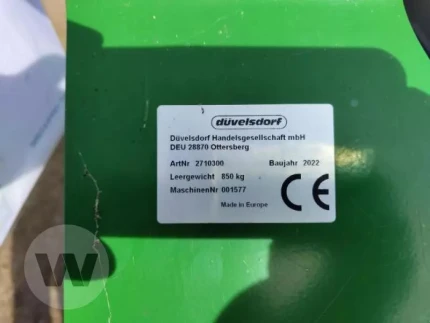 düvelsdorf
Düvelsdorf Handelsgesellschaft mbH
DEU 28870 Ottersberg
ArtNr 2710300 Baujahr 2022
Leergewicht 850 kg
MaschinenNr 001577
CE
Made in Europe
W